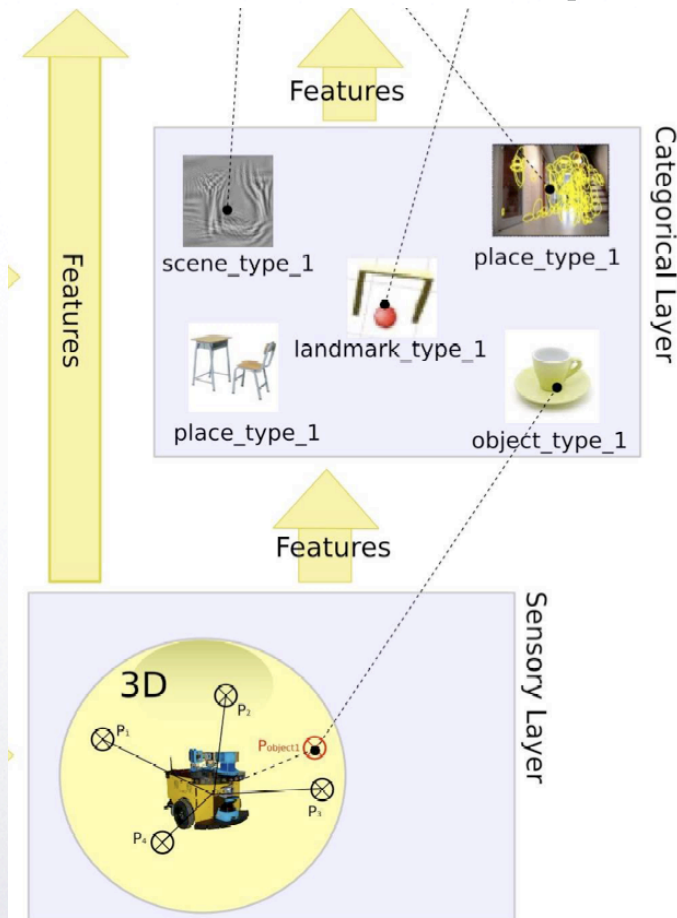 Features
Categorical Layer
scene_type_1
place_type_1
landmark_type_1
place_type_1
object_type_1
Features
Features
Sensory Layer
3D
P2
P1
Pobject1
P3
P4